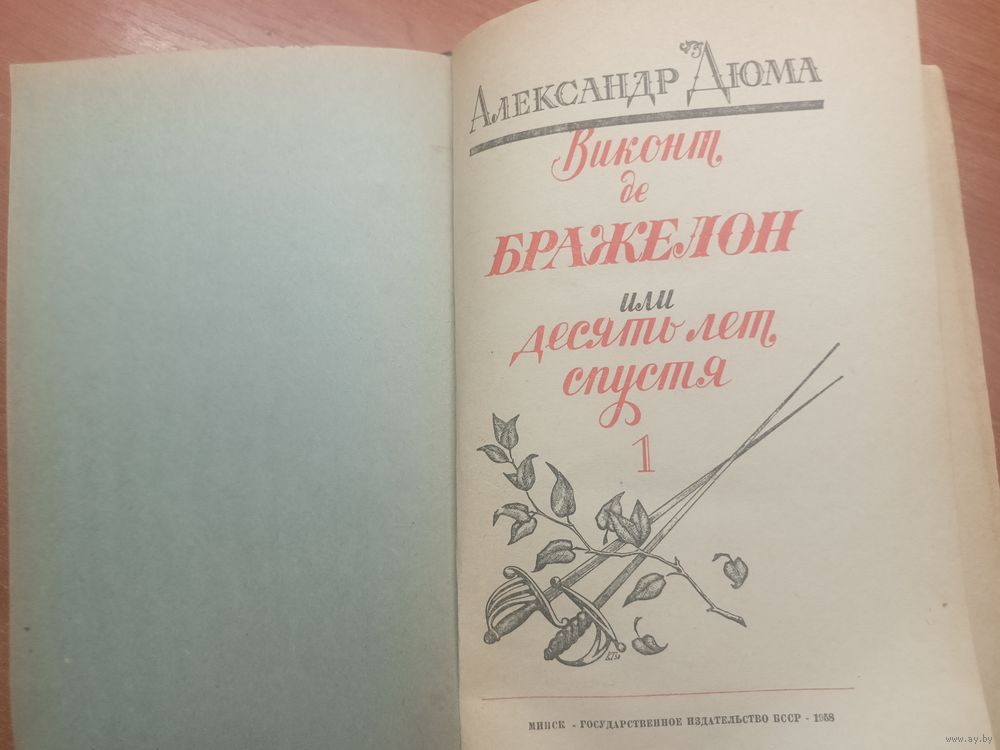 Александр Дюма
Виконт
де
БРАЖЕЛОН
или
десять лет
спустя
1
МИНСК - ГОСУДАРСТВЕННОЕ ИЗДАТЕЛЬСТВО БССР - 1958
www.ay.by